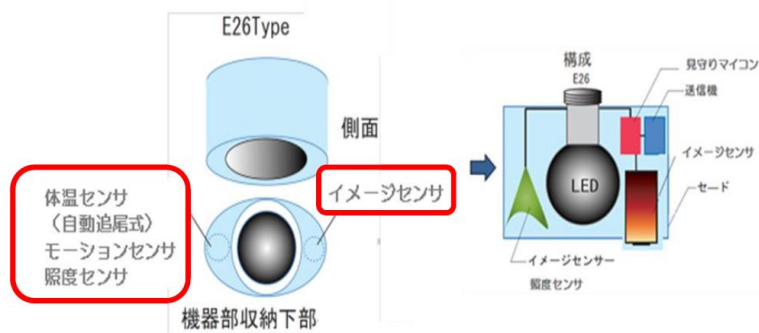 E26Type
側面
体温センサ
（自動追尾式）
モーションセンサ
照度センサ
イメージセンサ
機器部収納下部
構成
E26
見守りマイコン
送信機
イメージセンサ
セード
LED
イメージセンサー
照度センサ